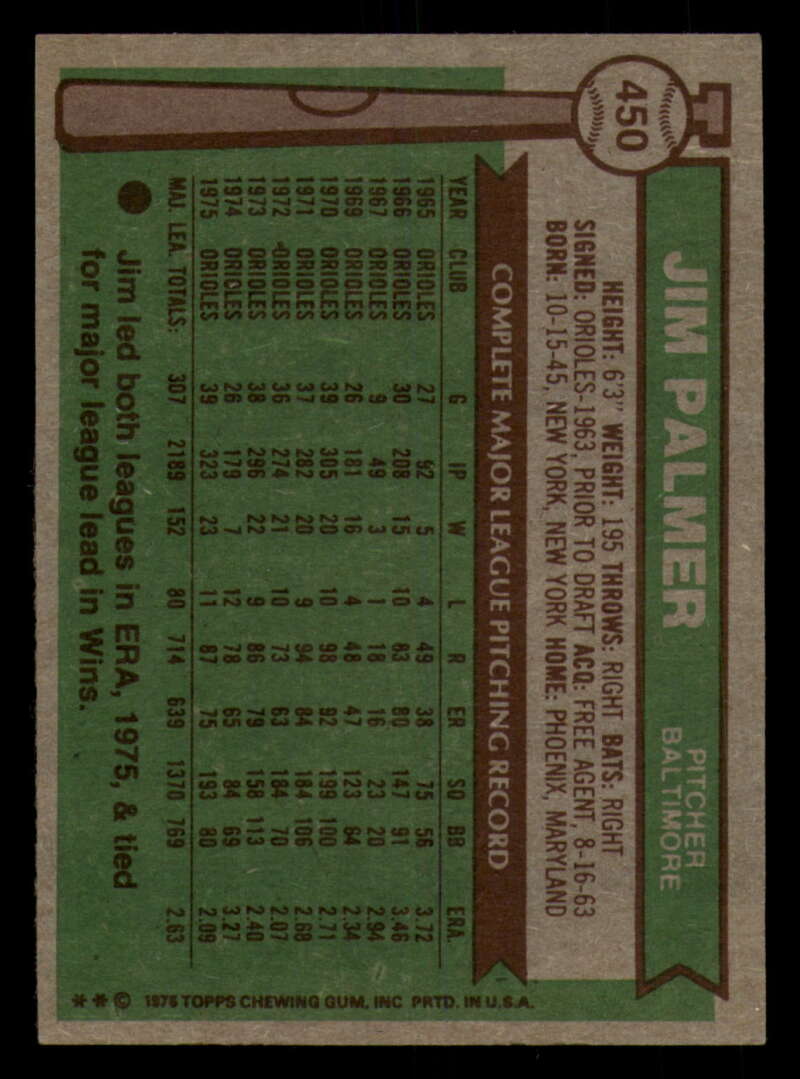 450
JIM PALMER
PITCHER
BALTIMORE
HEIGHT: 6'3" WEIGHT: 195 THROWS: RIGHT BATS: RIGHT
SIGNED: ORIOLES-1963, PRIOR TO DRAFT ACQ: FREE AGENT, 8-16-63
BORN: 10-15-45, NEW YORK, NEW YORK HOME: PHOENIX, MARYLAND
COMPLETE MAJOR LEAGUE PITCHING RECORD
YEAR CLUB G IP W L R ER SO BB ERA.
1965 ORIOLES 27 92 5 4 49 38 75 56 3.72
1966 ORIOLES 30 208 15 10 83 80 147 91 3.46
1967 ORIOLES 9 49 3 1 18 16 23 20 2.94
1969 ORIOLES 26 181 16 4 48 47 123 64 2.34
1970 ORIOLES 39 305 20 10 98 92 199 100 2.71
1971 ORIOLES 37 282 20 9 94 84 184 106 2.68
1972 ORIOLES 36 274 21 10 73 63 184 70 2.07
1973 ORIOLES 38 296 22 9 86 79 158 113 2.40
1974 ORIOLES 26 179 7 12 78 65 84 69 3.27
1975 ORIOLES 39 323 23 11 87 75 193 80 2.09
MAJ. LEA. TOTALS: 307 2189 152 80 714 639 1370 769 2.63
Jim led both leagues in ERA, 1975, & tied
for major league lead in Wins.
**© 1976 TOPPS CHEWING GUM, INC PRTD. IN U.S.A.